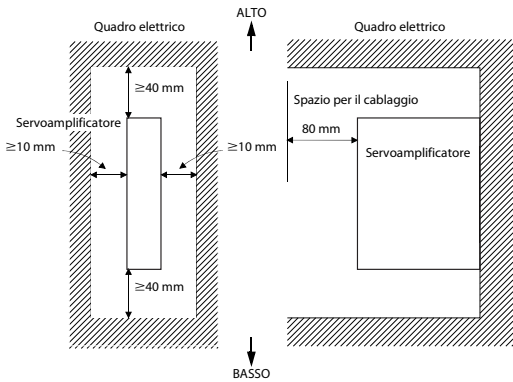 ALTO
Quadro elettrico
Quadro elettrico
≥40 mm
Spazio per il cablaggio
Servoamplificatore
80 mm
≥10 mm
≥10 mm
Servoamplificatore
≥40 mm
BASSO